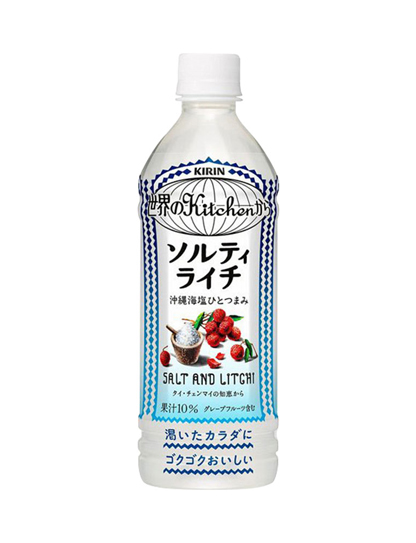 KIRIN
世界のKitchenから
ソルティ
ライチ
沖縄海塩ひとつまみ
SALT AND LITCHI
タイ・チェンマイの知恵から
果汁10% グレープフルーツ含む
渇いたカラダに
ゴクゴクおいしい